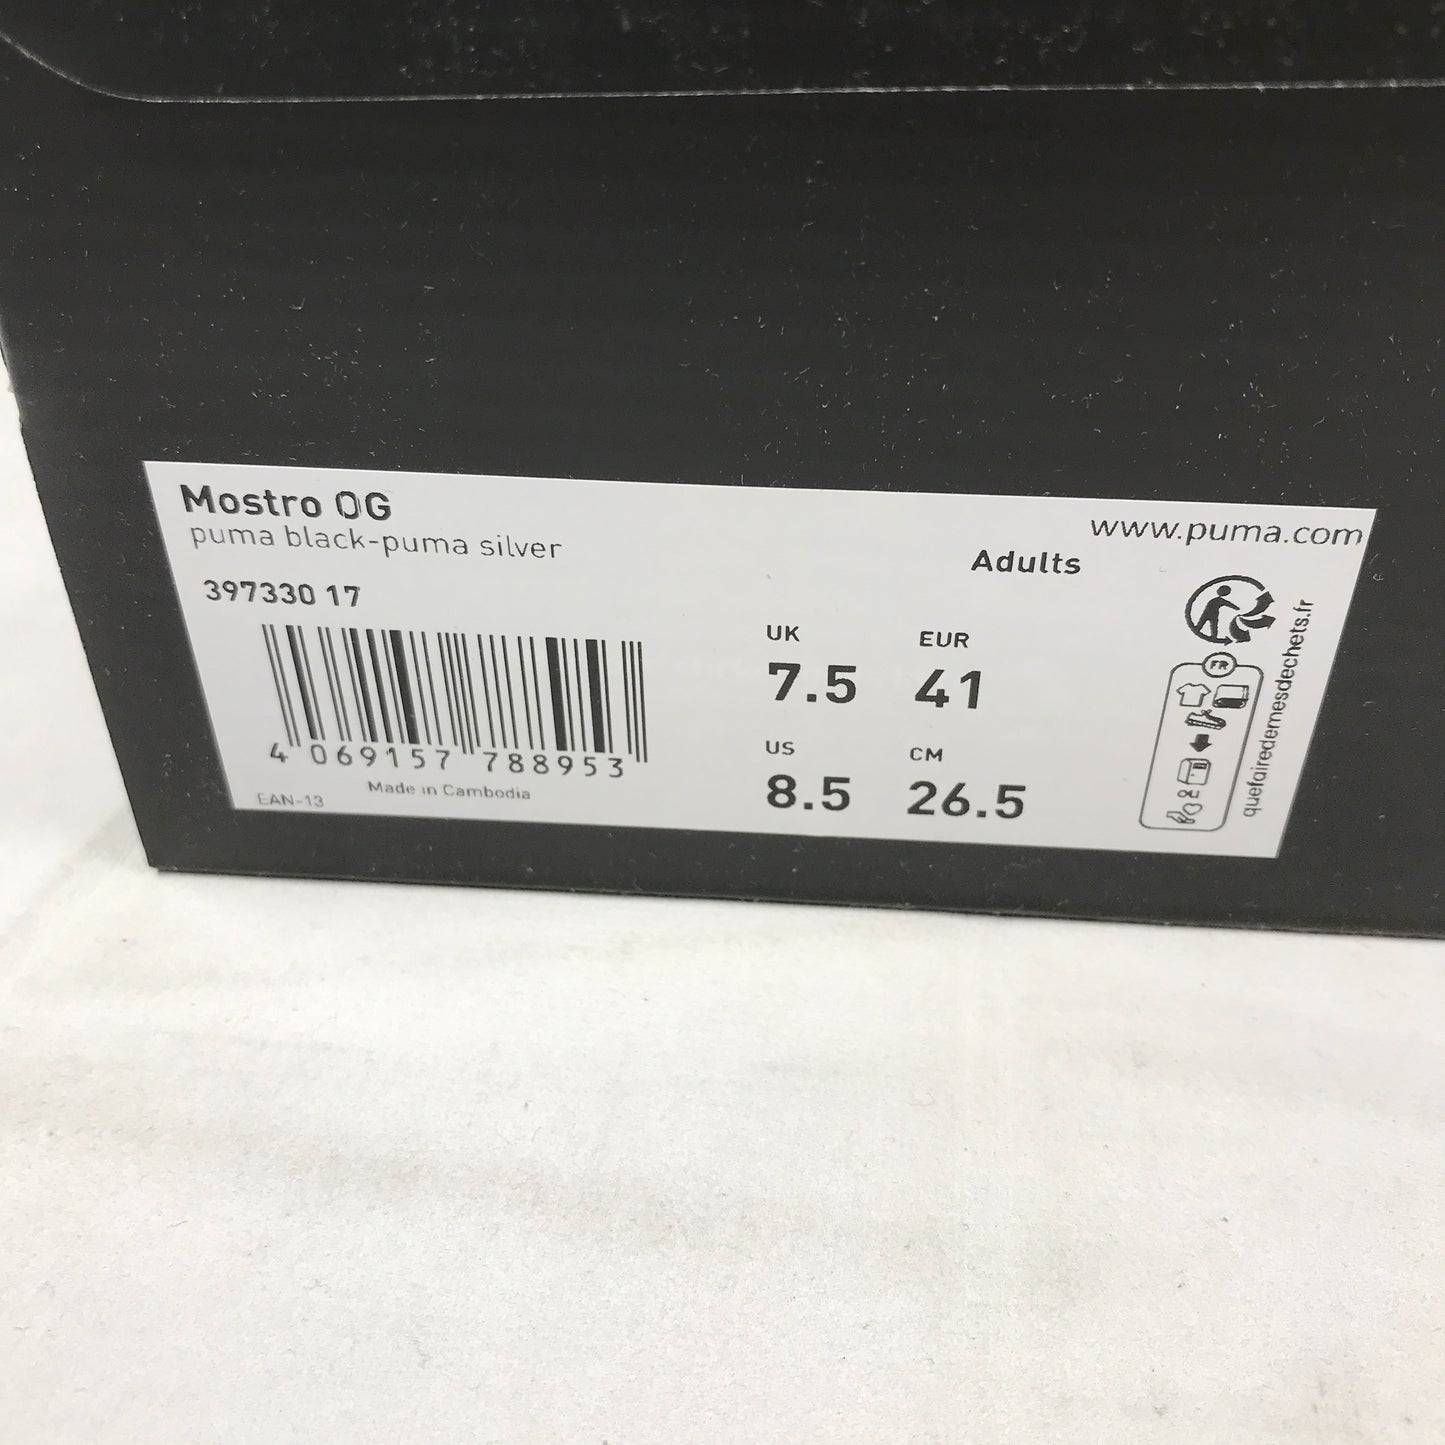 Mostro OG
puma black-puma silver
397330 17
4 069157 788953
EAN-13
Made in Cambodia
www.puma.com
Adults
UK
7.5
EUR
41
US
8.5
CM
26.5
FR
quefairedemesdechets.fr